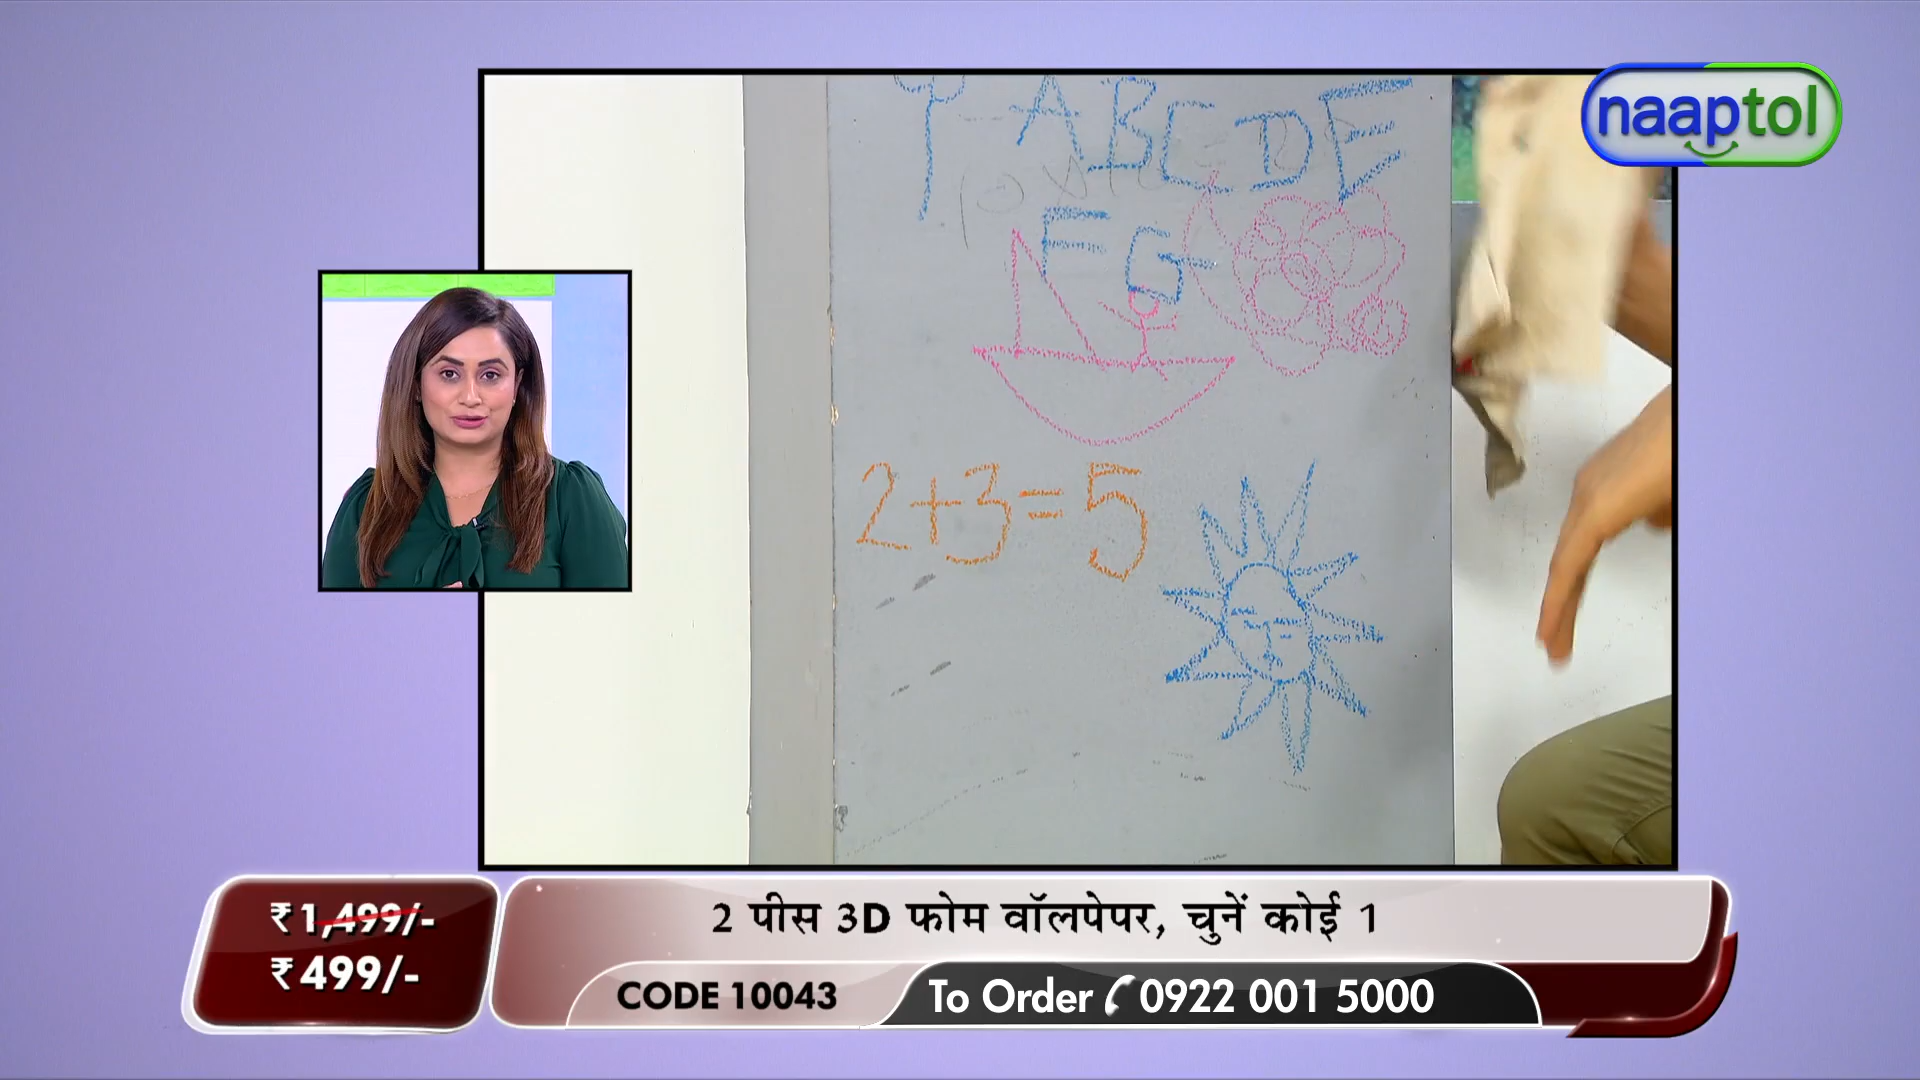 naaptol
ABCDE
FG
2+3=5
₹1,499/-
₹499/-
2 पीस 3D फोम वॉलपेपर, चुनें कोई 1
CODE 10043
To Order 0922 001 5000